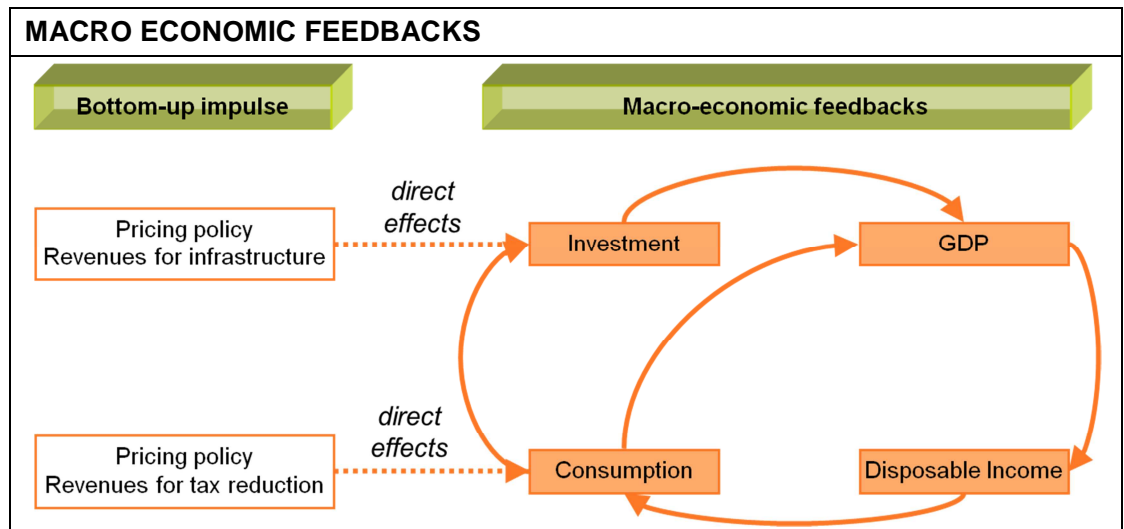 MACRO ECONOMIC FEEDBACKS
Bottom-up impulse
Macro-economic feedbacks
direct
effects
Pricing policy
Revenues for infrastructure
Investment
GDP
direct
effects
Pricing policy
Revenues for tax reduction
Consumption
Disposable Income